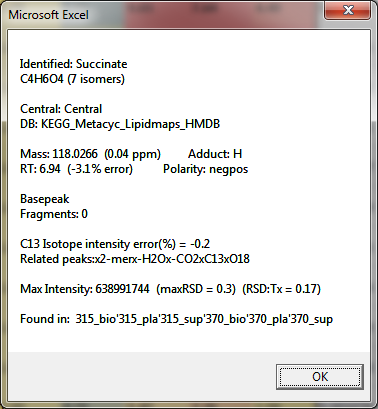 Microsoft Excel
Identified: Succinate
C4H6O4 (7 isomers)
Central: Central
DB: KEGG_Metacyc_Lipidmaps_HMDB
Mass: 118.0266 (0.04 ppm) Adduct: H
RT: 6.94 (-3.1% error) Polarity: negpos
Basepeak
Fragments: 0
C13 Isotope intensity error(%) = -0.2
Related peaks:x2-merx-H2Ox-CO2xC13xO18
Max Intensity: 638991744 (maxRSD = 0.3) (RSD:Tx = 0.17)
Found in: 315_bio'315_pla'315_sup'370_bio'370_pla'370_sup
OK